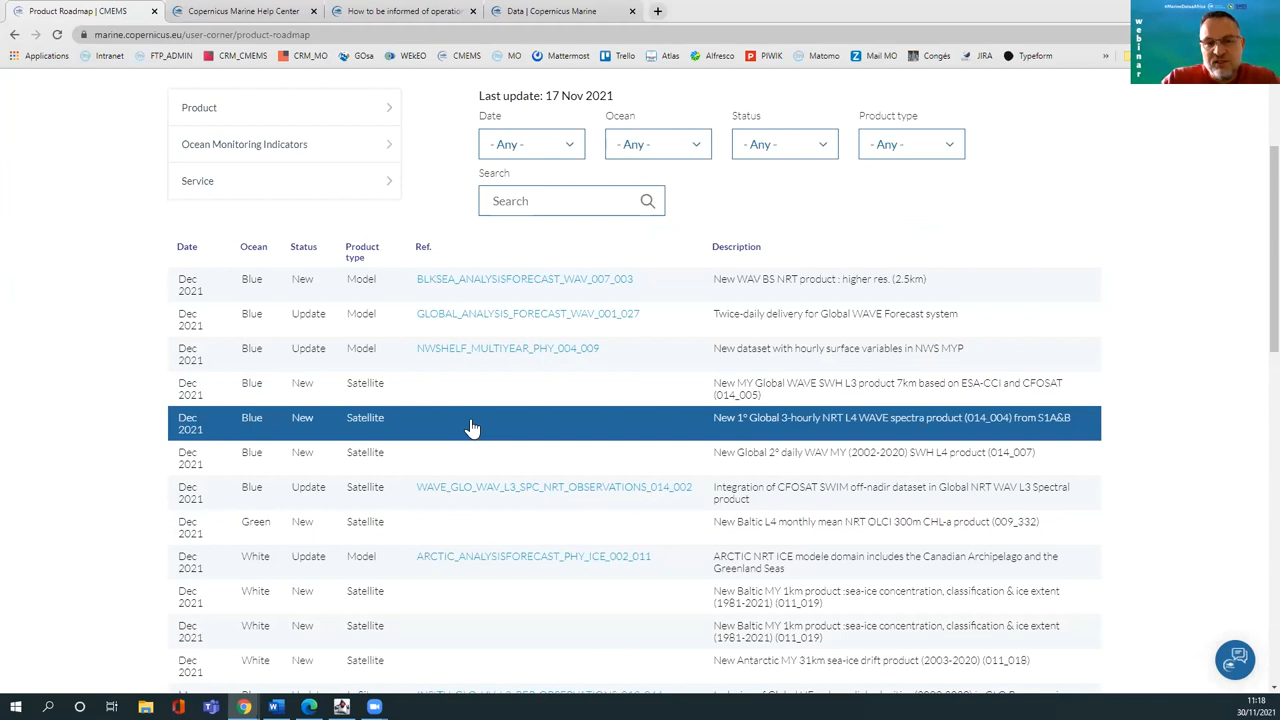 Product Roadmap | CMEMS
Copernicus Marine Help Center
How to be informed of operation
Data | Copernicus Marine
marine.copernicus.eu/user-corner/product-roadmap
Applications
Intranet
FTP_ADMIN
CRM_CMEMS
CRM_MO
GOsa
WEkEO
CMEMS
MO
Mattermost
Trello
Atlas
Alfresco
PIWIK
Matomo
Mail MO
Congés
JIRA
Typeform
#MarineDataAfrica
webinar
Product
Ocean Monitoring Indicators
Service
Last update: 17 Nov 2021
Date Ocean Status Product type
- Any - - Any - - Any - - Any -
Search
Search
Date Ocean Status Product type Ref. Description
Dec 2021 Blue New Model BLKSEA_ANALYSISFORECAST_WAV_007_003 New WAV BS NRT product : higher res. (2.5km)
Dec 2021 Blue Update Model GLOBAL_ANALYSIS_FORECAST_WAV_001_027 Twice-daily delivery for Global WAVE Forecast system
Dec 2021 Blue Update Model NWSHELF_MULTIYEAR_PHY_004_009 New dataset with hourly surface variables in NWS MYP
Dec 2021 Blue New Satellite New MY Global WAVE SWH L3 product 7km based on ESA-CCI and CFOSAT (014_005)
Dec 2021 Blue New Satellite New 1° Global 3-hourly NRT L4 WAVE spectra product (014_004) from S1A&B
Dec 2021 Blue New Satellite New Global 2° daily WAV MY (2002-2020) SWH L4 product (014_007)
Dec 2021 Blue Update Satellite WAVE_GLO_WAV_L3_SPC_NRT_OBSERVATIONS_014_002 Integration of CFOSAT SWIM off-nadir dataset in Global NRT WAV L3 Spectral product
Dec 2021 Green New Satellite New Baltic L4 monthly mean NRT OLCI 300m CHL-a product (009_332)
Dec 2021 White Update Model ARCTIC_ANALYSISFORECAST_PHY_ICE_002_011 ARCTIC NRT ICE modele domain includes the Canadian Archipelago and the Greenland Seas
Dec 2021 White New Satellite New Baltic MY 1km product :sea-ice concentration, classification & ice extent (1981-2021) (011_019)
Dec 2021 White New Satellite New Baltic MY 1km product :sea-ice concentration, classification & ice extent (1981-2021) (011_019)
Dec 2021 White New Satellite New Antarctic MY 31km sea-ice drift product (2003-2020) (011_018)
11:18
30/11/2021